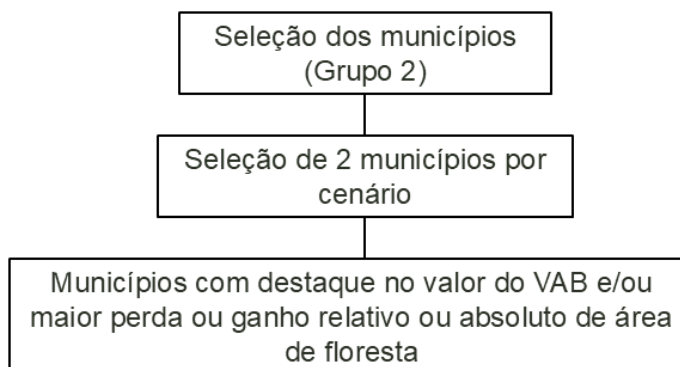 Seleção dos municípios
(Grupo 2)
Seleção de 2 municípios por
cenário
Municípios com destaque no valor do VAB e/ou
maior perda ou ganho relativo ou absoluto de área
de floresta